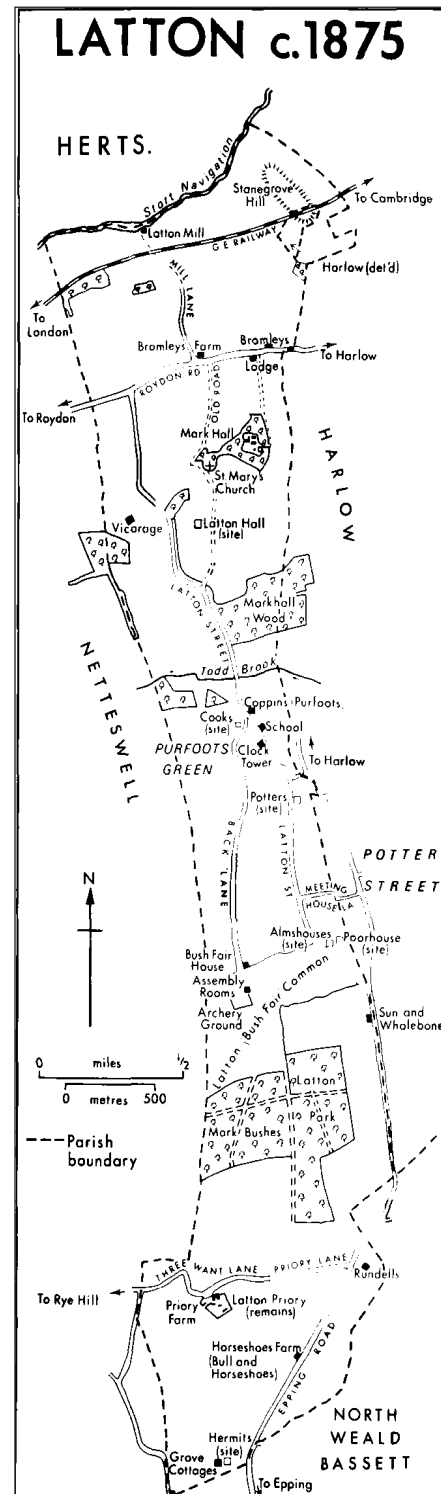 LATTON c.1875
HERTS.
Stort Navigation
Stanegrove
Hill
To Cambridge
Latton Mill
G E RAILWAY
Harlow (det'd)
To
London
MILL LANE
Bromleys Farm
Bromleys
Lodge
To Harlow
ROYDON RD
OLD ROAD
To Roydon
Mark Hall
St. Mary's
Church
HARLOW
Vicarage
Latton Hall
(site)
LATTON STREET
Markhall
Wood
NETTESWELL
Todd Brook
Coppins Purfoots
Cooks
(site)
School
PURFOOTS
GREEN
Clock
Tower
To Harlow
Potters
(site)
BACK LANE
LATTON ST
POTTER
STREET
MEETING
HOUSE LA
N
Almshouses
(site)
Poorhouse
(site)
Bush Fair
House
Assembly
Rooms
Archery
Ground
Latton (Bush Fair) Common
Sun and
Whalebone
0 miles 1/2
0 metres 500
Latton
Park
Mark Bushes
Parish
boundary
THREE WANT LANE
PRIORY LANE
Rundells
To Rye Hill
Priory
Farm
Latton Priory
(remains)
Horseshoes Farm
(Bull and
Horseshoes)
EPPING ROAD
NORTH
WEALD
BASSETT
Hermits
(site)
Grove
Cottages
To Epping